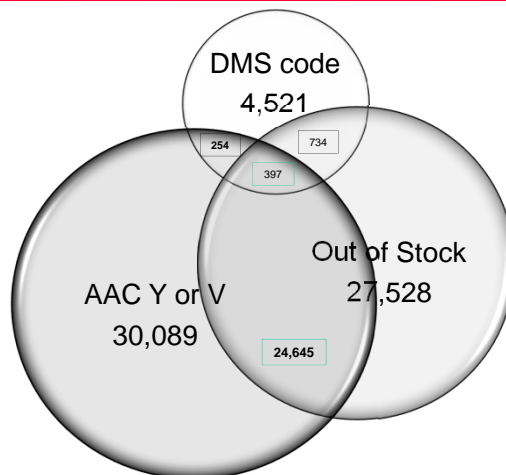 DMS code
4,521
254
734
397
Out of Stock
27,528
AAC Y or V
30,089
24,645